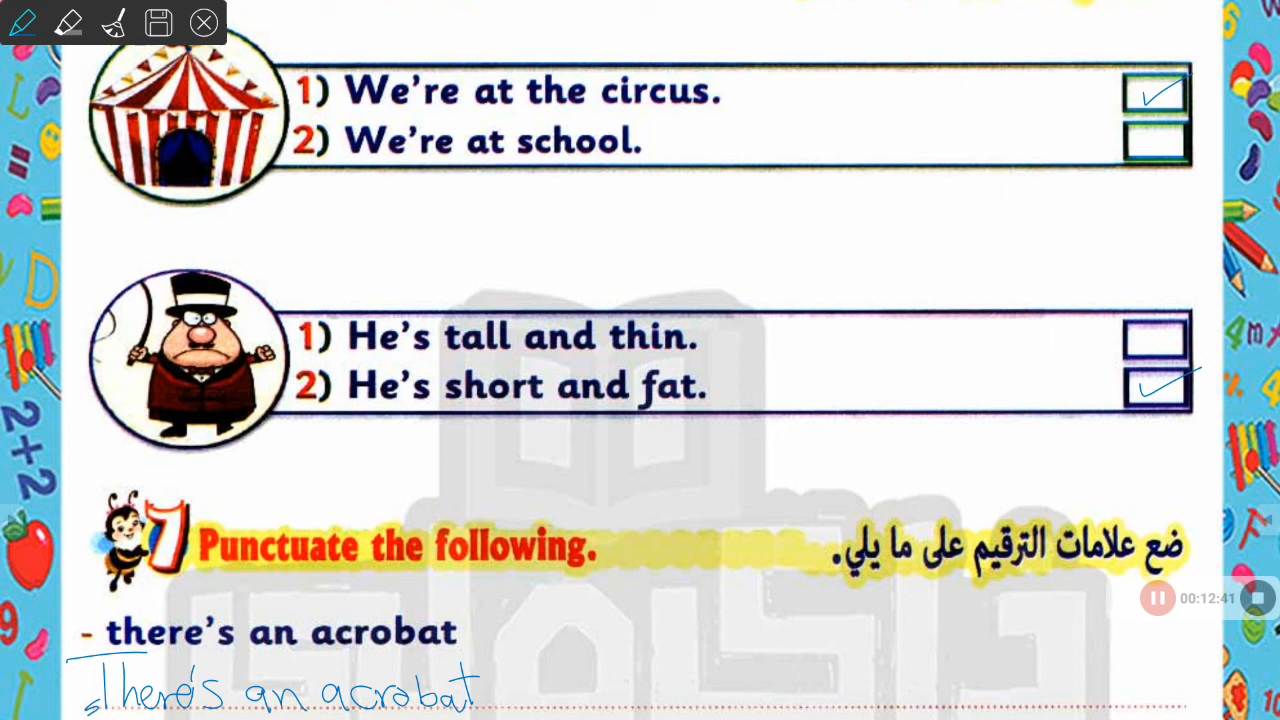 1) We're at the circus.
2) We're at school.
1) He's tall and thin.
2) He's short and fat.
7 Punctuate the following. ضع علامات الترقيم على ما يلي.
00:12:41
- there's an acrobat
There's an acrobat